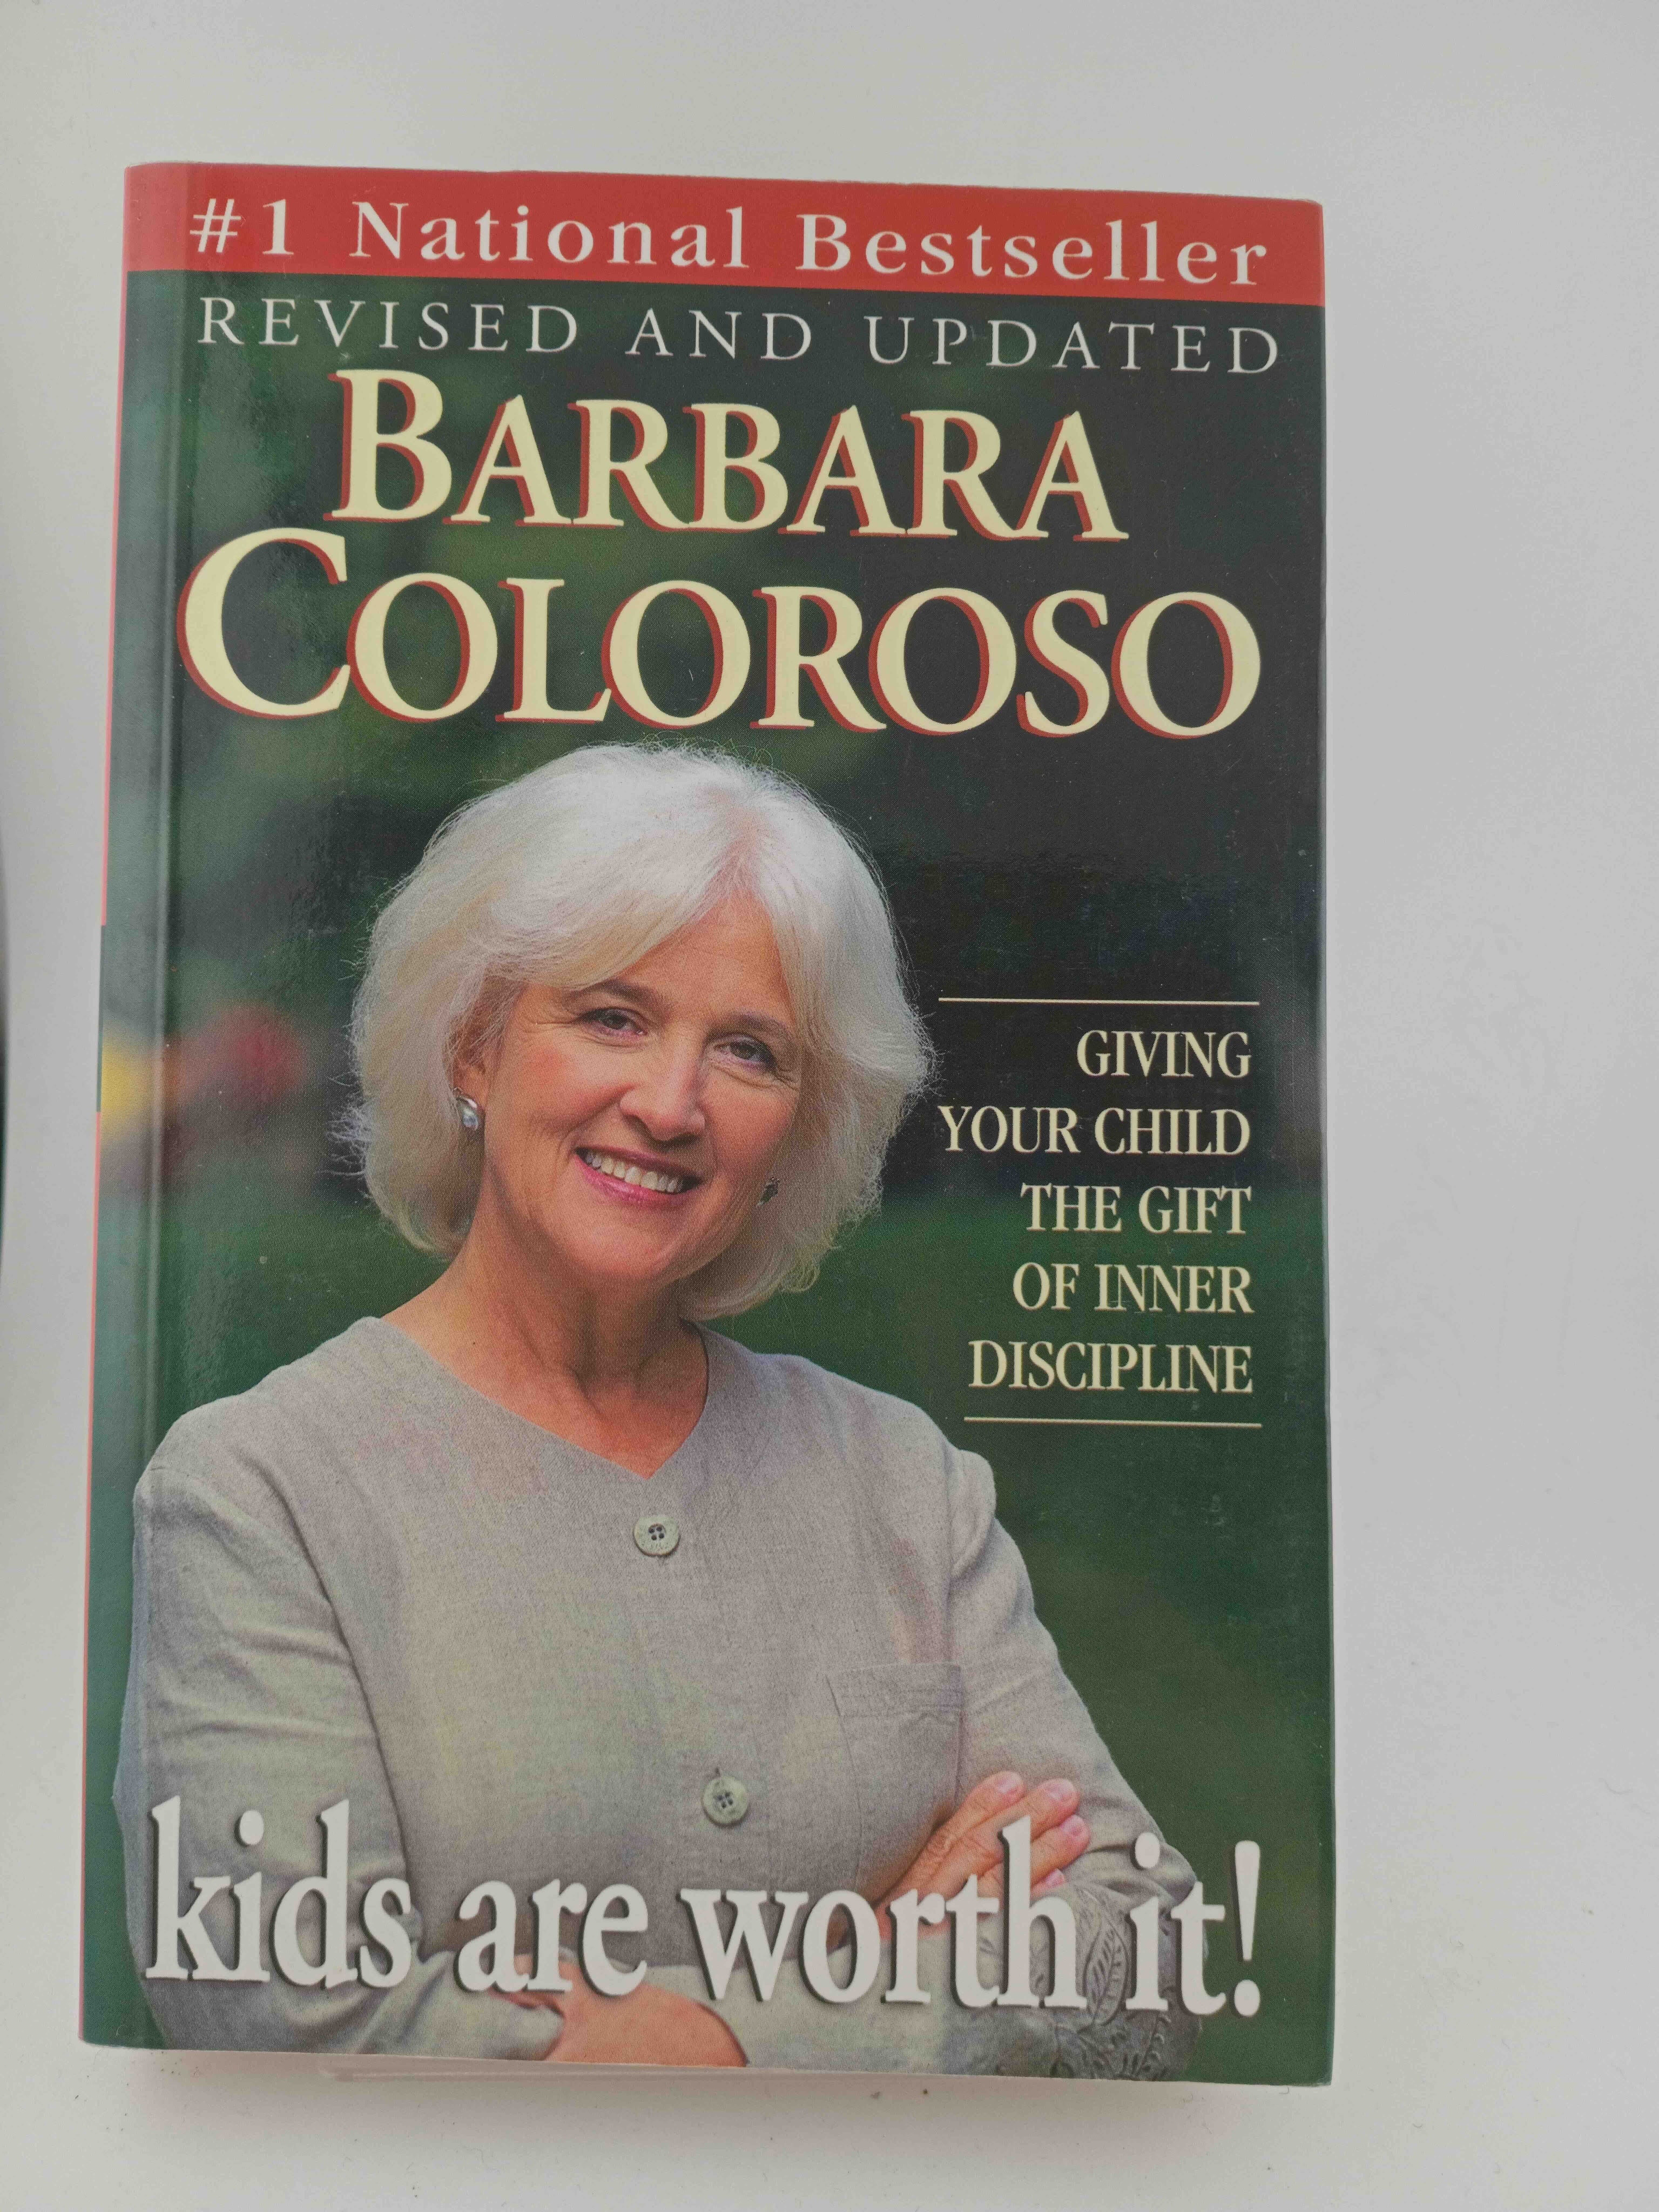 #1 National Bestseller
REVISED AND UPDATED
BARBARA
COLOROSO
GIVING
YOUR CHILD
THE GIFT
OF INNER
DISCIPLINE
kids are worth it!